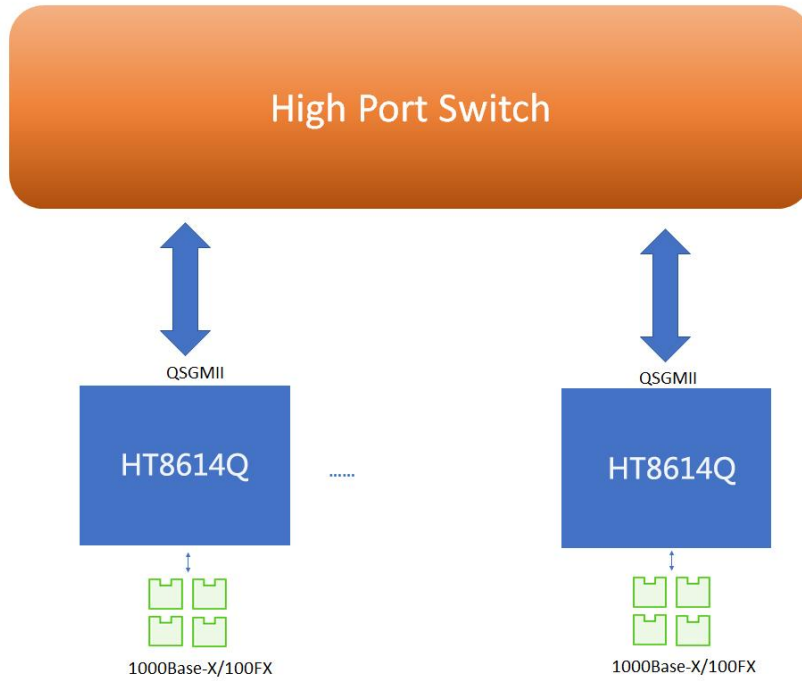 High Port Switch
QSGMII
QSGMII
HT8614Q
HT8614Q
......
1000Base-X/100FX
1000Base-X/100FX